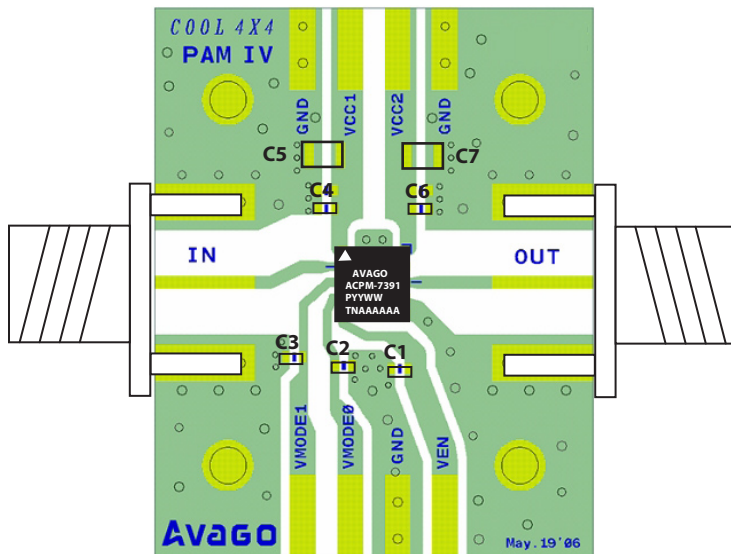 COOL 4X4
PAM IV
GND
VCC1
VCC2
GND
C5
C7
C4
C6
IN
OUT
AVAGO
ACPM-7391
PYYWW
TNAAAAAA
C3
C2
C1
VMODE1
VMODE0
GND
VEN
Avago
May.19'06